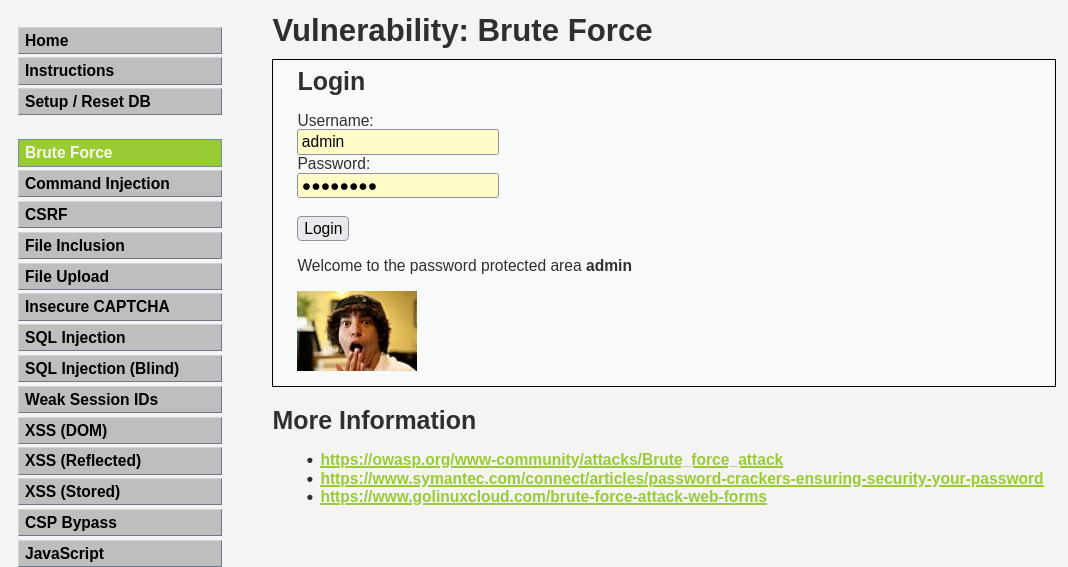 Home
Instructions
Setup / Reset DB
Brute Force
Command Injection
CSRF
File Inclusion
File Upload
Insecure CAPTCHA
SQL Injection
SQL Injection (Blind)
Weak Session IDs
XSS (DOM)
XSS (Reflected)
XSS (Stored)
CSP Bypass
JavaScript
Vulnerability: Brute Force
Login
Username:
admin
Password:
●●●●●●●●
Login
Welcome to the password protected area admin
More Information
• https://owasp.org/www-community/attacks/Brute_force_attack
• https://www.symantec.com/connect/articles/password-crackers-ensuring-security-your-password
• https://www.golinuxcloud.com/brute-force-attack-web-forms